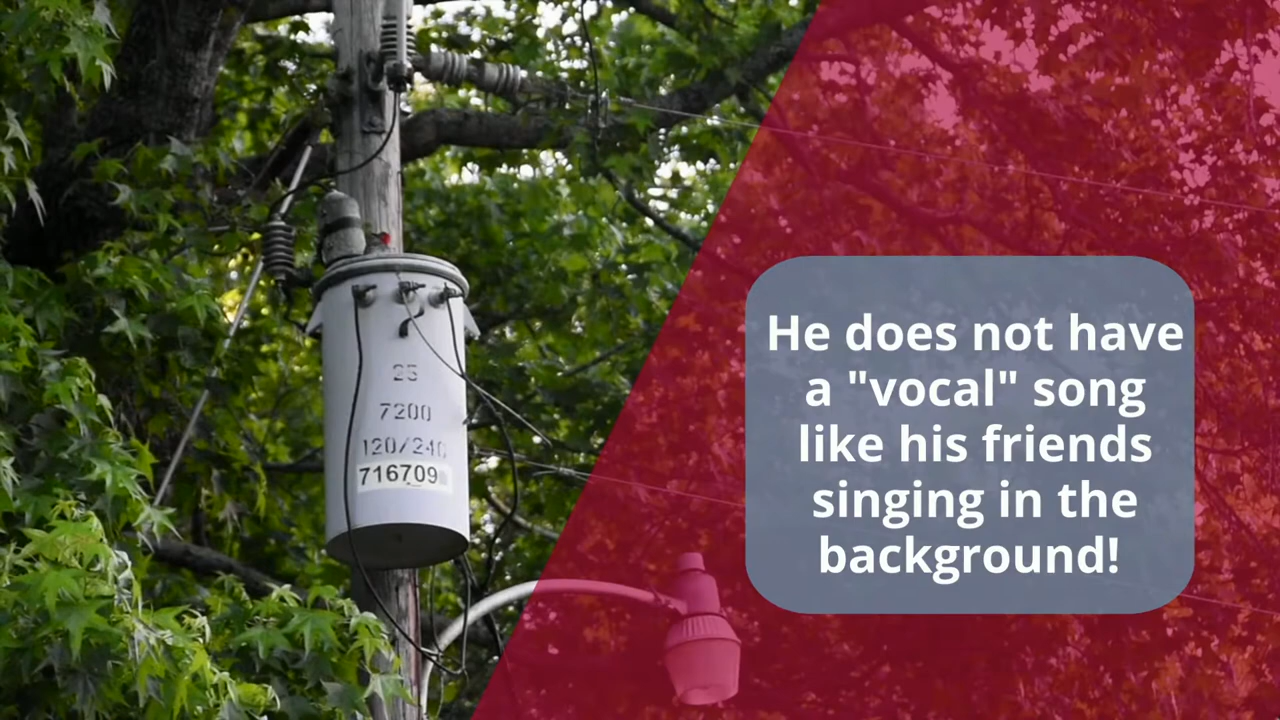 25
7200
120/240
716709
He does not have
a "vocal" song
like his friends
singing in the
background!